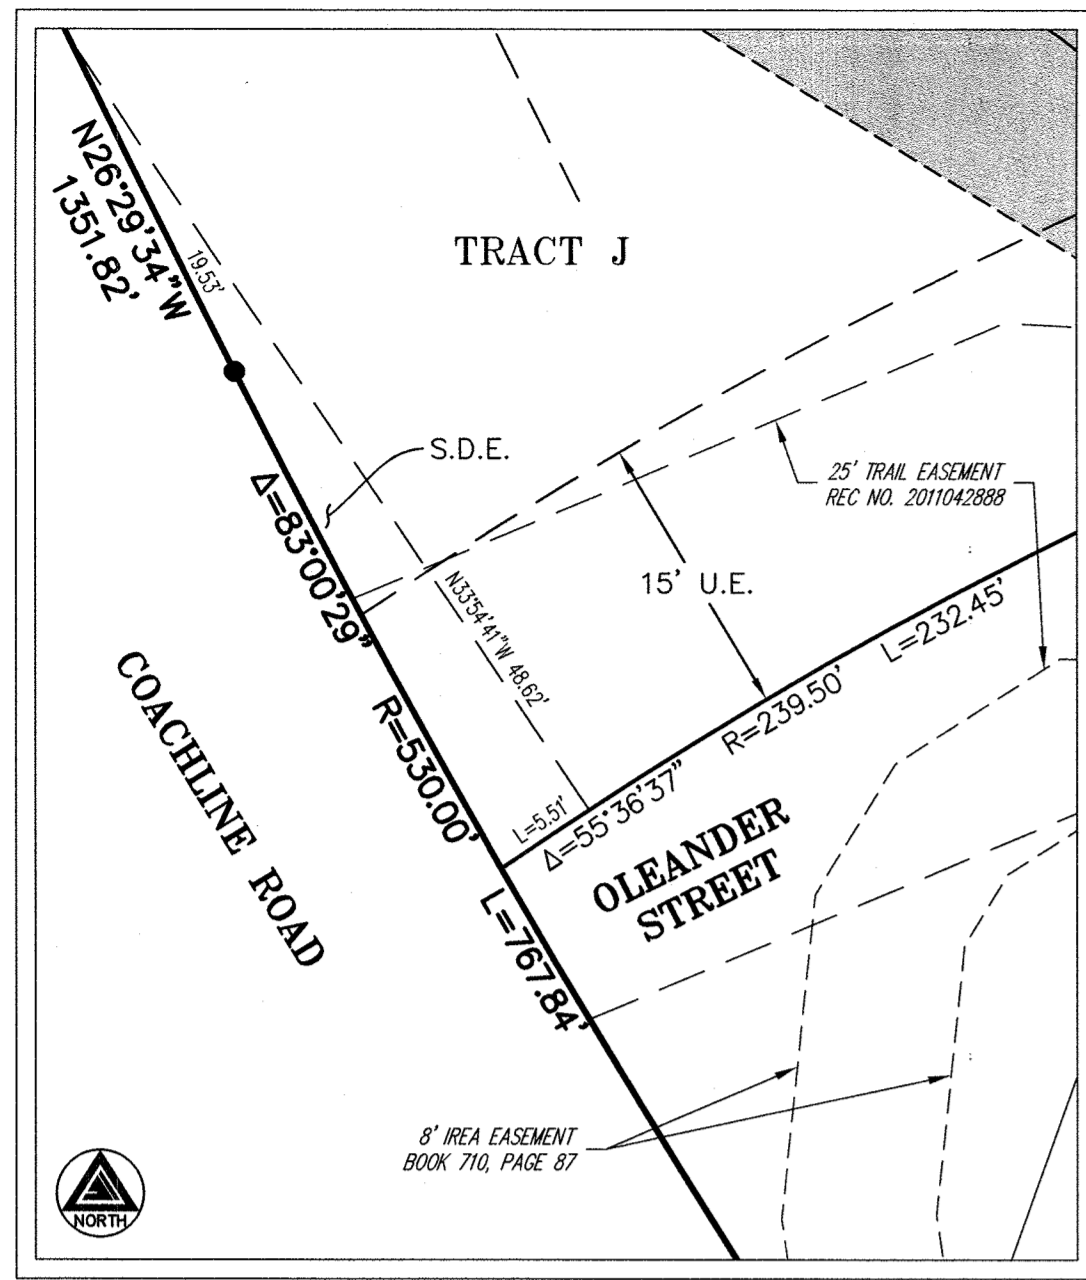 N26°29'34"W
1351.82'
19.53'
TRACT J
S.D.E.
25' TRAIL EASEMENT
REC NO. 2011042888
Δ=83°00'29"
N33°54'41"W 48.62'
15' U.E.
L=232.45'
R=239.50'
COACHLINE ROAD
R=530.00'
L=5.51'
Δ=55°36'37"
OLEANDER
STREET
L=767.84'
8' IREA EASEMENT
BOOK 710, PAGE 87
NORTH